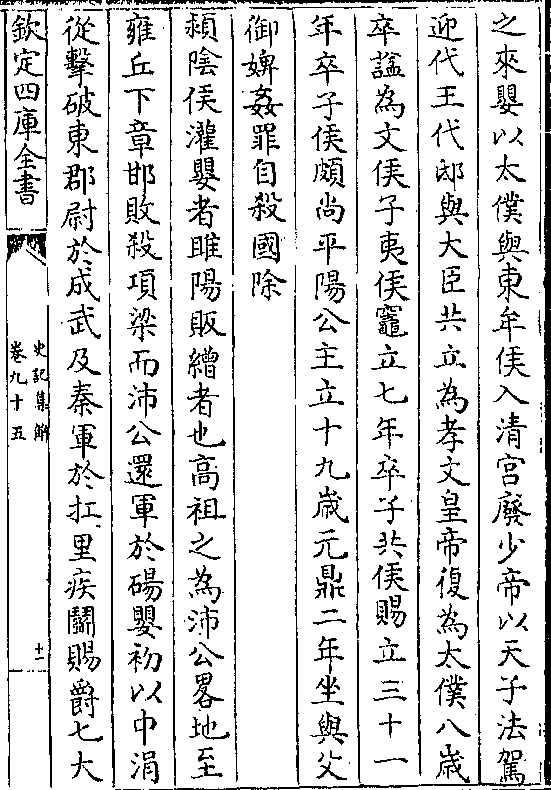 之來嬰以太僕與東牟侯入清宮廢少帝以天子法駕
迎代王代邸與大臣共立為孝文皇帝復為太僕八歲
卒諡為文侯子夷侯竈立七年卒子共侯賜立三十一
年卒子侯頗尚平陽公主立十九歲元鼎二年坐與父
御婢姦罪自殺國除
潁陰侯灌嬰者睢陽販繒者也高祖之為沛公畧地至
雍丘下章邯敗殺項梁而沛公還軍於碭嬰初以中涓
從擊破東郡尉於成武及秦軍於扛里疾鬬賜爵七大
欽定四庫全書
史記集解
卷九十五
十一